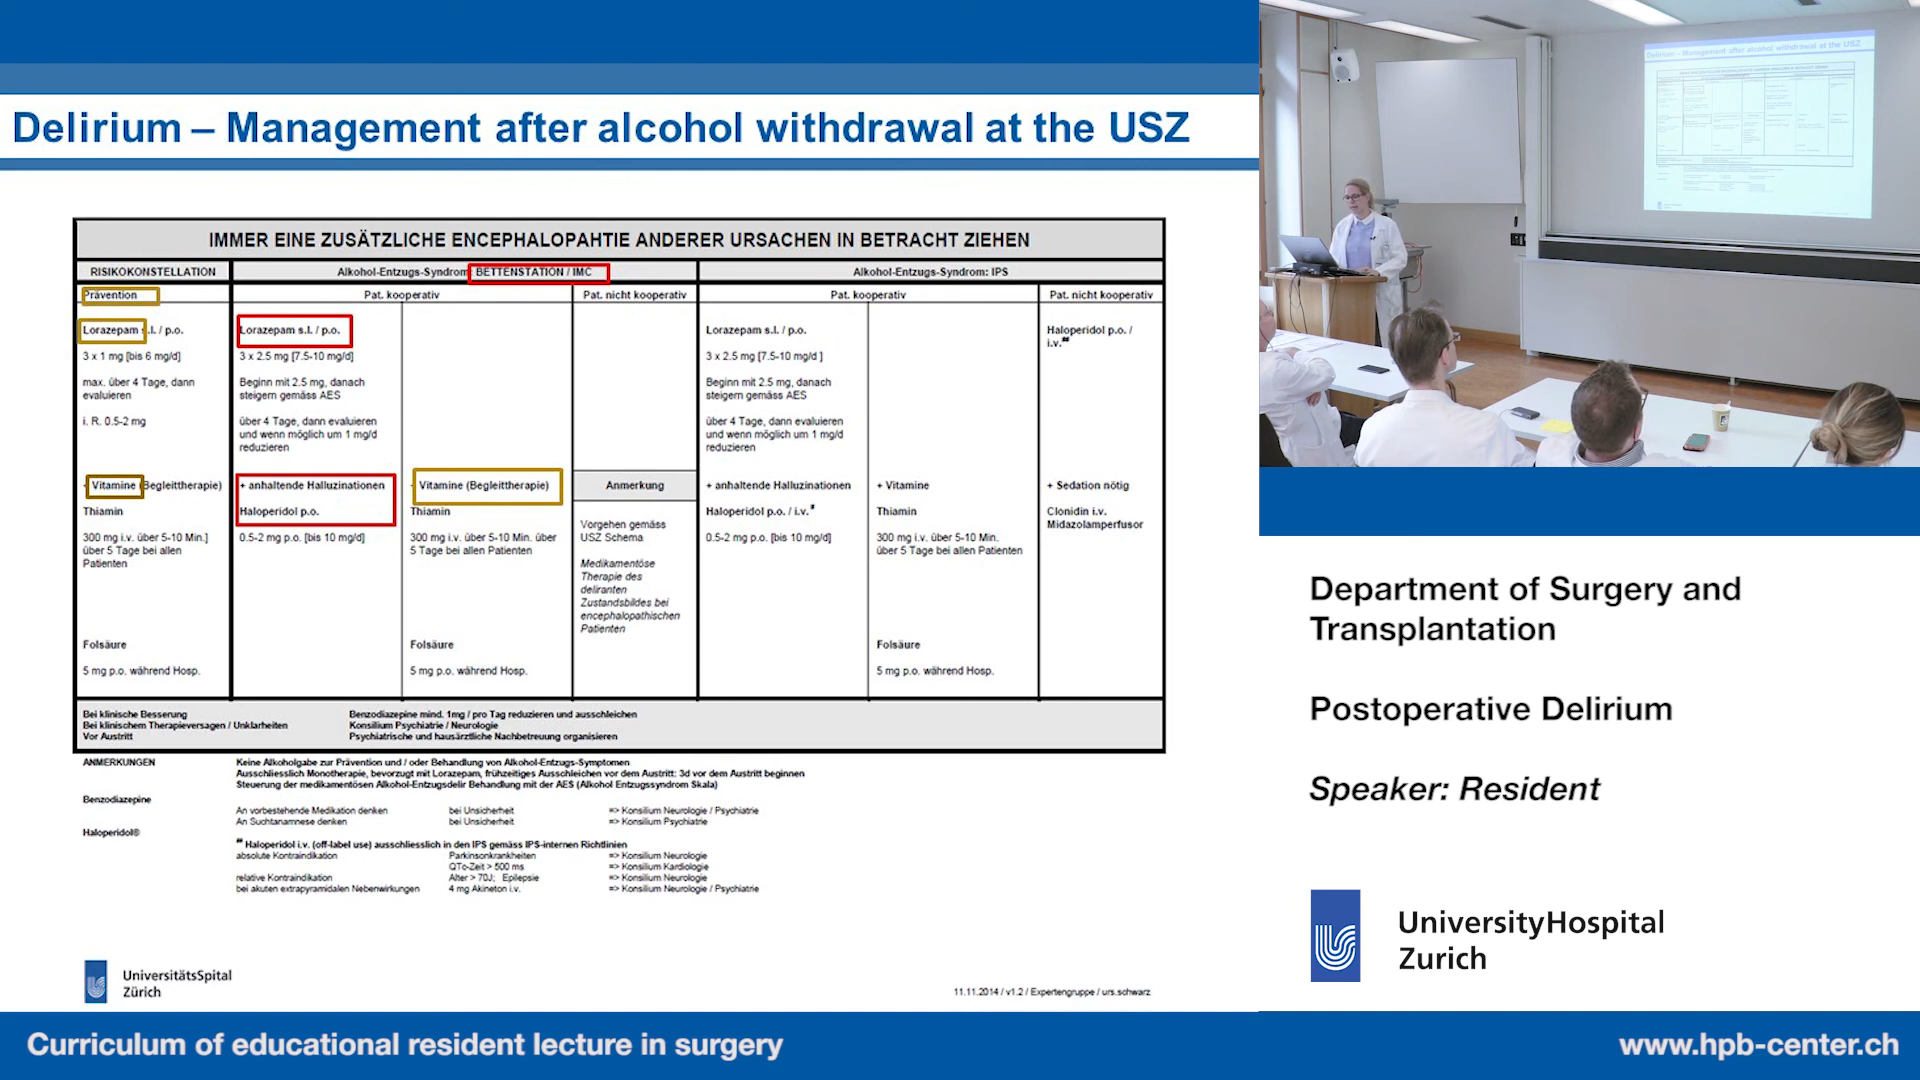 Delirium – Management after alcohol withdrawal at the USZ
IMMER EINE ZUSÄTZLICHE ENCEPHALOPAHTIE ANDERER URSACHEN IN BETRACHT ZIEHEN
RISIKOKONSTELLATION
Alkohol-Entzugs-Syndrom: BETTENSTATION / IMC
Alkohol-Entzugs-Syndrom: IPS
Prävention
Pat. kooperativ
Pat. nicht kooperativ
Pat. kooperativ
Pat. nicht kooperativ
Lorazepam s.l. / p.o.
3 x 1 mg [bis 6 mg/d]
max. über 4 Tage, dann
evaluieren
i. R. 0.5-2 mg
+ Vitamine (Begleittherapie)
Thiamin
300 mg i.v. über 5-10 Min.]
über 5 Tage bei allen
Patienten
Folsäure
5 mg p.o. während Hosp.
Lorazepam s.l. / p.o.
3 x 2.5 mg [7.5-10 mg/d]
Beginn mit 2.5 mg, danach
steigern gemäss AES
über 4 Tage, dann evaluieren
und wenn möglich um 1 mg/d
reduzieren
+ anhaltende Halluzinationen
Haloperidol p.o.
0.5-2 mg p.o. [bis 10 mg/d]
Vitamine (Begleittherapie)
Thiamin
300 mg i.v. über 5-10 Min. über
5 Tage bei allen Patienten
Folsäure
5 mg p.o. während Hosp.
Anmerkung
Vorgehen gemäss
USZ Schema
Medikamentöse
Therapie des
deliranten
Zustandsbildes bei
encephalopathischen
Patienten
Lorazepam s.l. / p.o.
3 x 2.5 mg [7.5-10 mg/d ]
Beginn mit 2.5 mg, danach
steigern gemäss AES
über 4 Tage, dann evaluieren
und wenn möglich um 1 mg/d
reduzieren
+ anhaltende Halluzinationen
Haloperidol p.o. / i.v.#
0.5-2 mg p.o. [bis 10 mg/d]
+ Vitamine
Thiamin
300 mg i.v. über 5-10 Min.
über 5 Tage bei allen Patienten
Folsäure
5 mg p.o. während Hosp.
Haloperidol p.o. /
i.v.##
+ Sedation nötig
Clonidin i.v.
Midazolamperfusor
Bei klinische Besserung Benzodiazepine mind. 1mg / pro Tag reduzieren und ausschleichen
Bei klinischem Therapieversagen / Unklarheiten Konsilium Psychiatrie / Neurologie
Vor Austritt Psychiatrische und hausärztliche Nachbetreuung organisieren
ANMERKUNGEN Keine Alkoholgabe zur Prävention und / oder Behandlung von Alkohol-Entzugs-Symptomen
Ausschliesslich Monotherapie, bevorzugt mit Lorazepam, frühzeitiges Ausschleichen vor dem Austritt: 3d vor dem Austritt beginnen
Steuerung der medikamentösen Alkohol-Entzugsdelir Behandlung mit der AES (Alkohol Entzugssyndrom Skala)
Benzodiazepine
An vorbestehende Medikation denken bei Unsicherheit => Konsilium Neurologie / Psychiatrie
An Suchtanamnese denken bei Unsicherheit => Konsilium Psychiatrie
Haloperidol®
## Haloperidol i.v. (off-label use) ausschliesslich in den IPS gemäss IPS-internen Richtlinien
absolute Kontraindikation Parkinsonkrankheiten => Konsilium Neurologie
QTc-Zeit > 500 ms => Konsilium Kardiologie
relative Kontraindikation Alter > 70J; Epilepsie => Konsilium Neurologie
bei akuten extrapyramidalen Nebenwirkungen 4 mg Akineton i.v. => Konsilium Neurologie / Psychiatrie
UniversitätsSpital
Zürich
11.11.2014 / v1.2 / Expertengruppe / urs.schwarz
Delirium – Management after alcohol withdrawal at the USZ
Department of Surgery and
Transplantation
Postoperative Delirium
Speaker: Resident
UniversityHospital
Zurich
Curriculum of educational resident lecture in surgery
www.hpb-center.ch